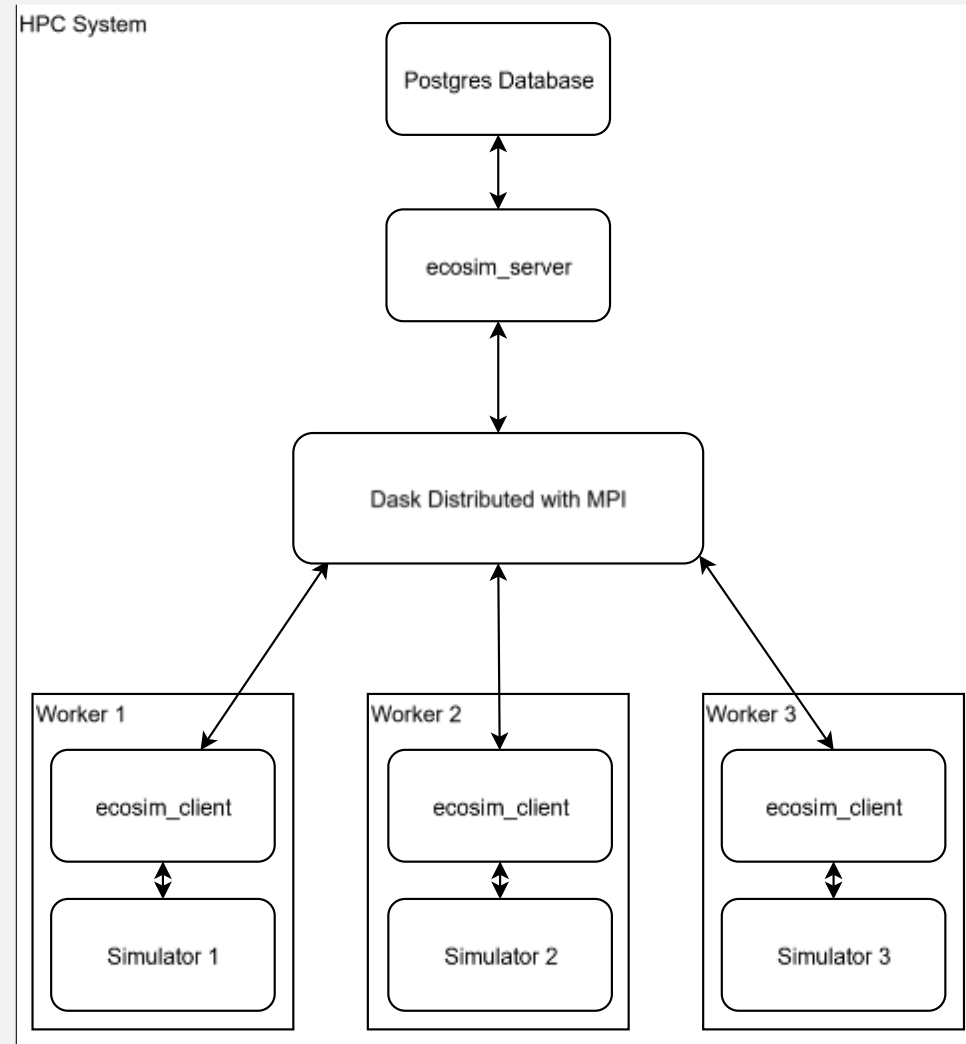 HPC System
Postgres Database
ecosim_server
Dask Distributed with MPI
Worker 1
ecosim_client
Simulator 1
Worker 2
ecosim_client
Simulator 2
Worker 3
ecosim_client
Simulator 3